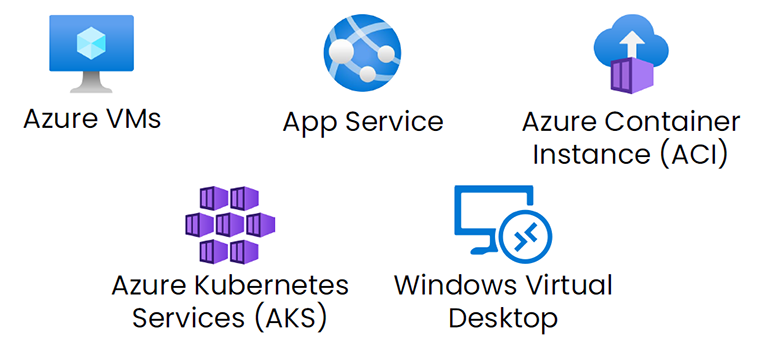 Azure VMs
App Service
Azure Container
Instance (ACI)
Azure Kubernetes
Services (AKS)
Windows Virtual
Desktop